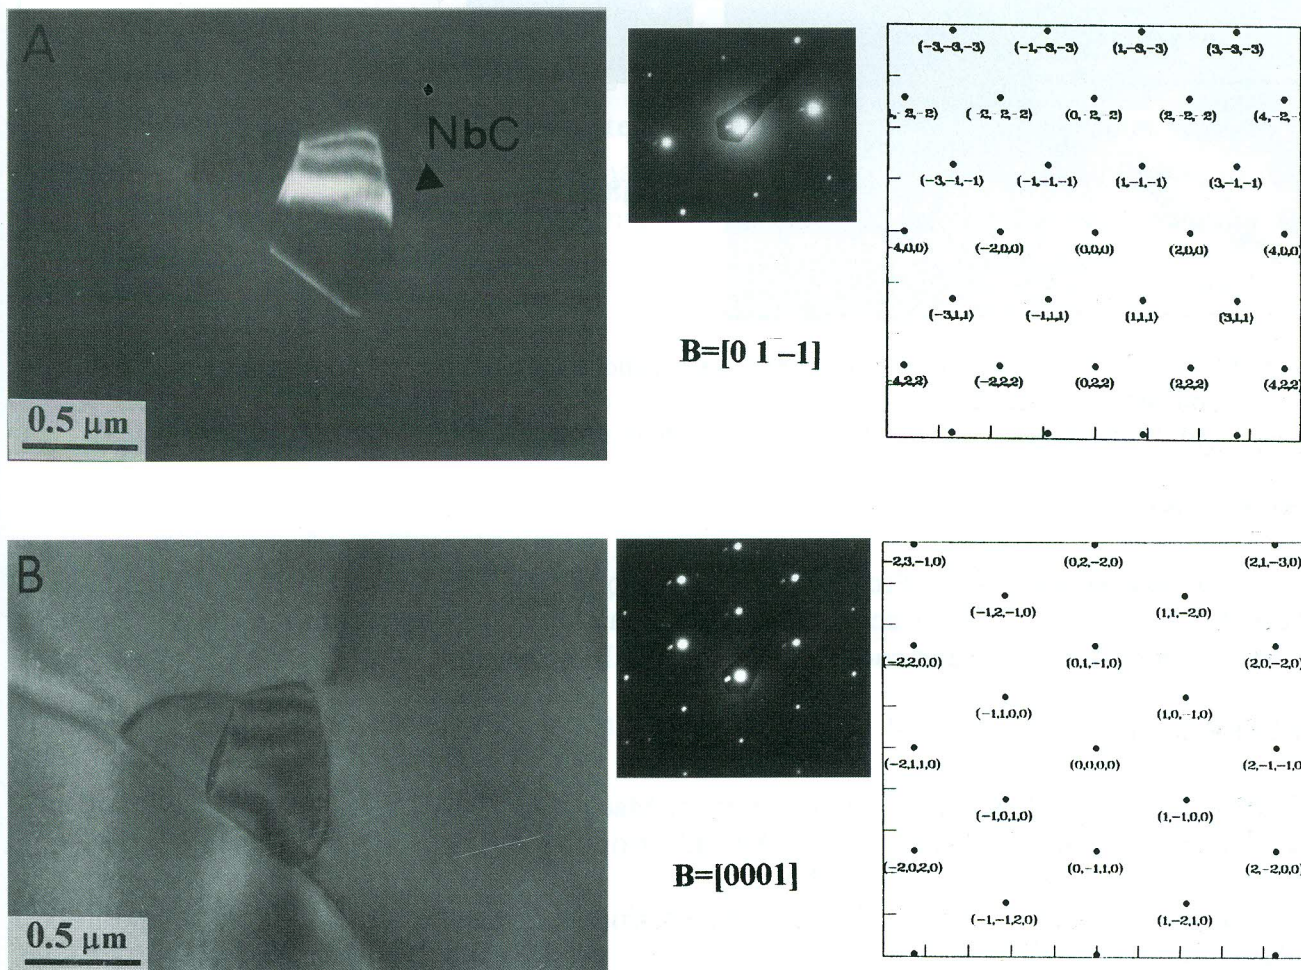 A
NbC
0.5 µm
B=[0 1 –1]
(-3,-3,-3) (-1,-3,-3) (1,-3,-3) (3,-3,-3)
,-2,-2) (-2,-2,-2) (0,-2,-2) (2,-2,-2) (4,-2,-
(-3,-1,-1) (-1,-1,-1) (1,-1,-1) (3,-1,-1)
4,0,0) (-2,0,0) (0,0,0) (2,0,0) (4,0,0)
(-3,1,1) (-1,1,1) (1,1,1) (3,1,1)
4,2,2) (-2,2,2) (0,2,2) (2,2,2) (4,2,2)
B
0.5 µm
B=[0001]
-2,3,-1,0) (0,2,-2,0) (2,1,-3,0)
(-1,2,-1,0) (1,1,-2,0)
(-2,2,0,0) (0,1,-1,0) (2,0,-2,0)
(-1,1,0,0) (1,0,-1,0)
(-2,1,1,0) (0,0,0,0) (2,-1,-1,0
(-1,0,1,0) (1,-1,0,0)
(-2,0,2,0) (0,-1,1,0) (2,-2,0,0)
(-1,-1,2,0) (1,-2,1,0)